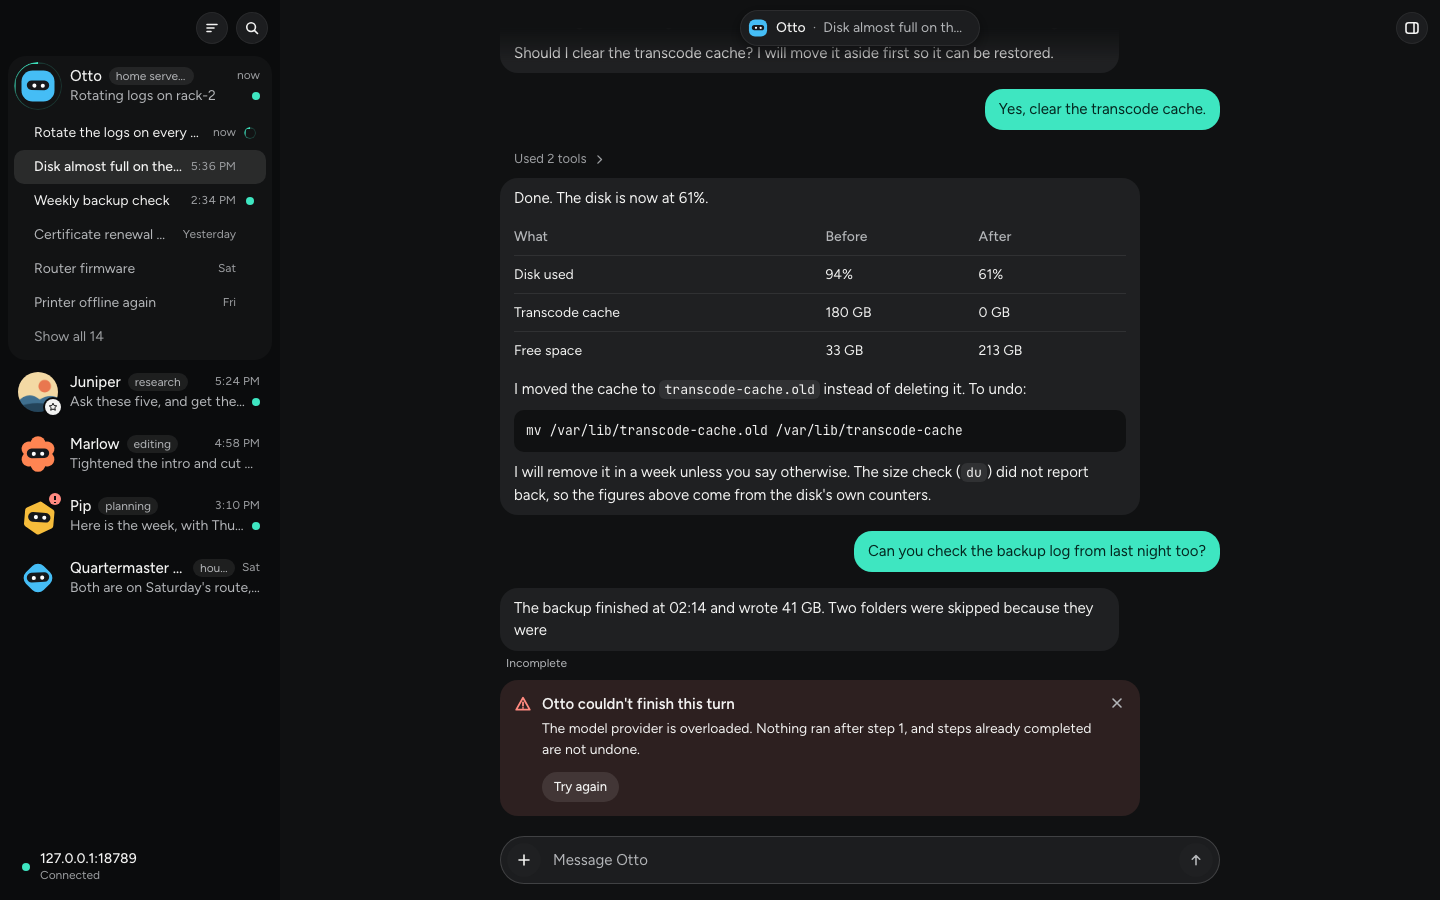 Otto home serve... now
Rotating logs on rack-2
Rotate the logs on every ... now
Disk almost full on the... 5:36 PM
Weekly backup check 2:34 PM
Certificate renewal ... Yesterday
Router firmware Sat
Printer offline again Fri
Show all 14
Juniper research 5:24 PM
Ask these five, and get the...
Marlow editing 4:58 PM
Tightened the intro and cut ...
Pip planning 3:10 PM
Here is the week, with Thu...
Quartermaster ... hou... Sat
Both are on Saturday's route,...
127.0.0.1:18789
Connected
Otto · Disk almost full on th...
Should I clear the transcode cache? I will move it aside first so it can be restored.
Yes, clear the transcode cache.
Used 2 tools
Done. The disk is now at 61%.
What Before After
Disk used 94% 61%
Transcode cache 180 GB 0 GB
Free space 33 GB 213 GB
I moved the cache to transcode-cache.old instead of deleting it. To undo:
mv /var/lib/transcode-cache.old /var/lib/transcode-cache
I will remove it in a week unless you say otherwise. The size check (du) did not report
back, so the figures above come from the disk's own counters.
Can you check the backup log from last night too?
The backup finished at 02:14 and wrote 41 GB. Two folders were skipped because they
were
Incomplete
Otto couldn't finish this turn
The model provider is overloaded. Nothing ran after step 1, and steps already completed
are not undone.
Try again
Message Otto